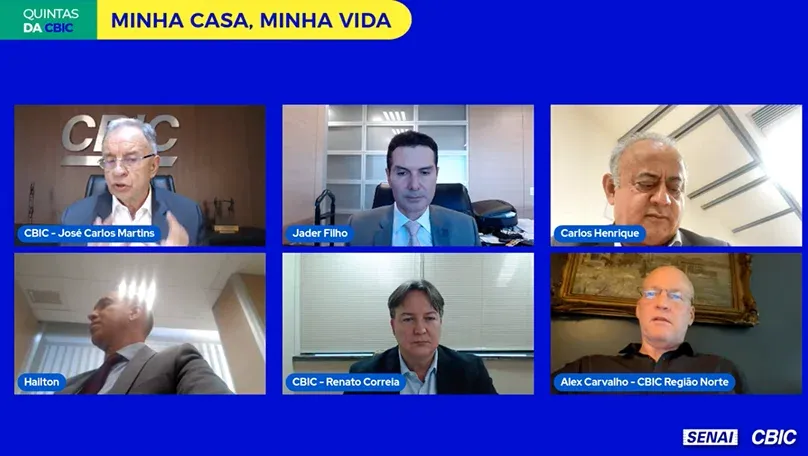 QUINTAS
DA CBIC
MINHA CASA, MINHA VIDA
CBIC
CBIC - José Carlos Martins
Jader Filho
Carlos Henrique
Hailton
CBIC - Renato Correia
Alex Carvalho - CBIC Região Norte
SENAI CBIC